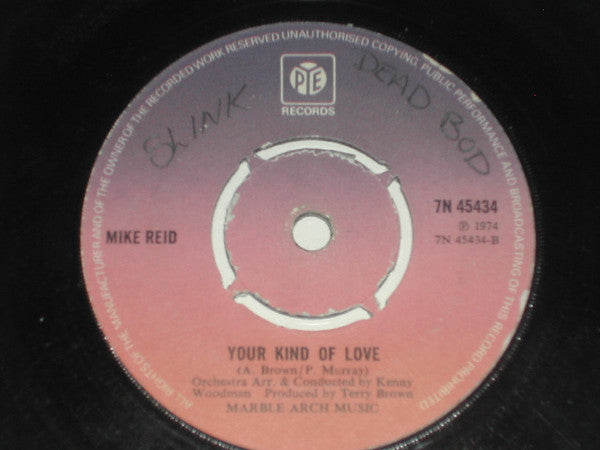 ALL RIGHTS OF THE MANUFACTURER AND OF THE OWNER OF THE RECORDED WORK RESERVED UNAUTHORISED COPYING, PUBLIC PERFORMANCE AND BROADCASTING OF THIS RECORD PROHIBITED
PYE
RECORDS
SLINK
DEAD BOD
7N 45434
℗ 1974
7N 45434-B
MIKE REID
YOUR KIND OF LOVE
(A. Brown/P. Murray)
Orchestra Arr. & Conducted by Kenny
Woodman Produced by Terry Brown
MARBLE ARCH MUSIC